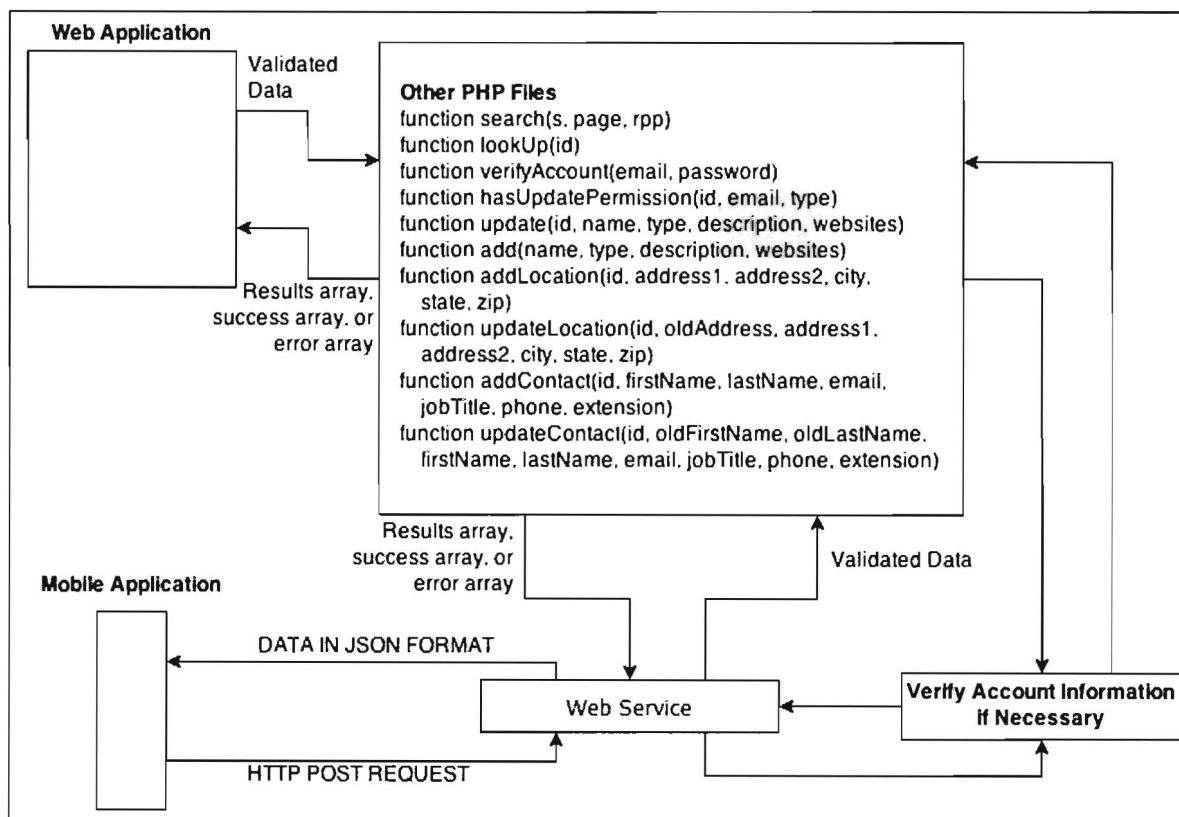 Web Application
Validated
Data
Other PHP Files
function search(s, page, rpp)
function lookUp(id)
function verifyAccount(email, password)
function hasUpdatePermission(id, email, type)
function update(id, name, type, description, websites)
function add(name, type, description, websites)
function addLocation(id, address1, address2, city,
state, zip)
function updateLocation(id, oldAddress, address1,
address2, city, state, zip)
function addContact(id, firstName, lastName, email,
jobTitle, phone, extension)
function updateContact(id, oldFirstName, oldLastName,
firstName, lastName, email, jobTitle, phone, extension)
Results array,
success array, or
error array
Results array,
success array, or
error array
Validated Data
Mobile Application
DATA IN JSON FORMAT
Web Service
Verify Account Information
if Necessary
HTTP POST REQUEST